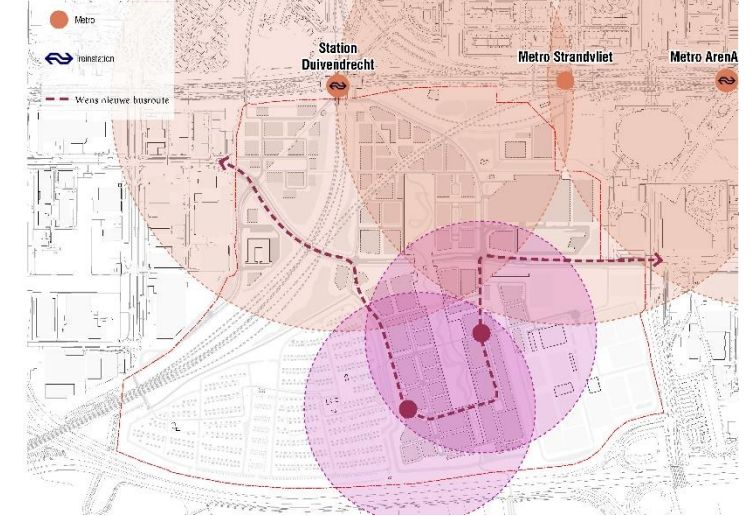 Metro
Treinstation
Wens nieuwe busroute
Station
Duivendrecht
Metro Strandvliet
Metro ArenA